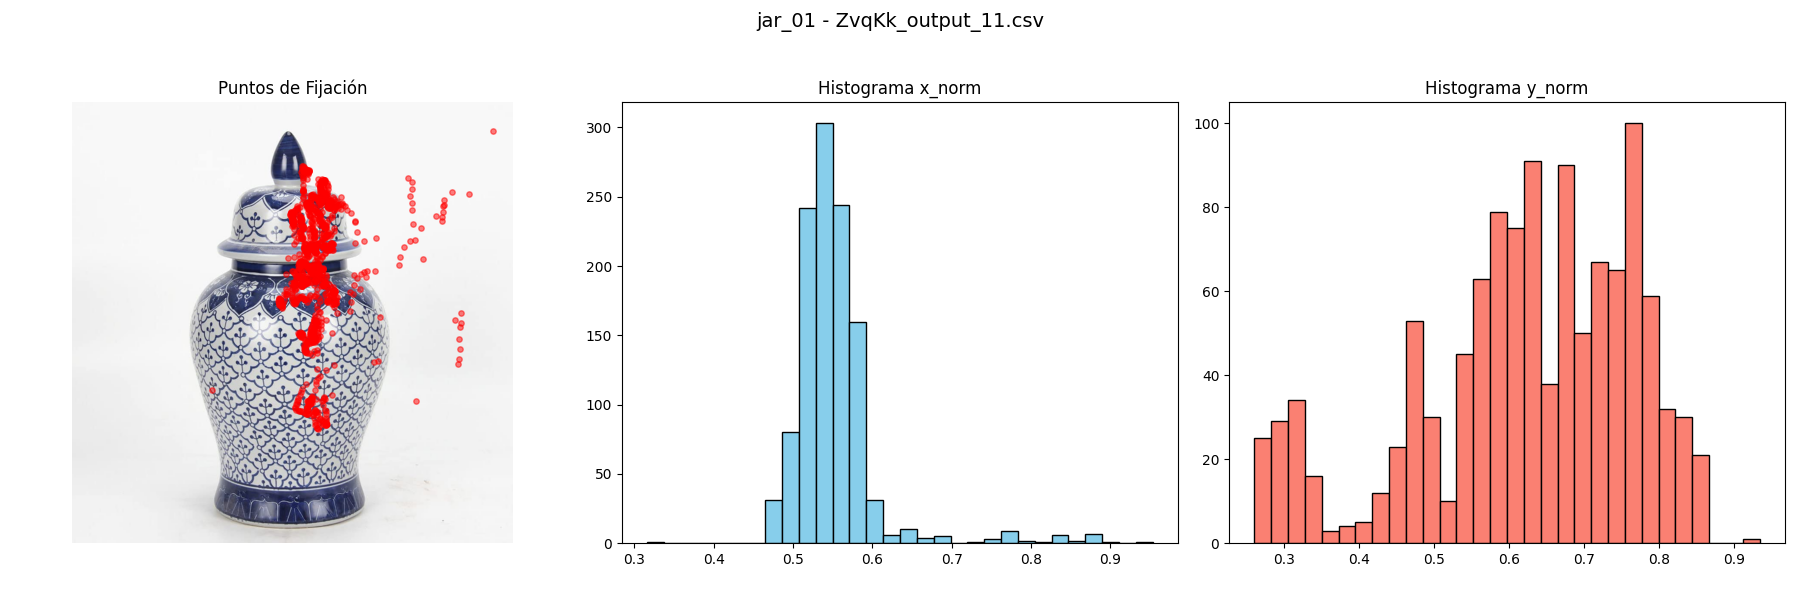 jar_01 - ZvqKk_output_11.csv
Puntos de Fijación
Histograma x_norm
Histograma y_norm
300
250
200
150
100
50
0
0.3 0.4 0.5 0.6 0.7 0.8 0.9
100
80
60
40
20
0
0.3 0.4 0.5 0.6 0.7 0.8 0.9